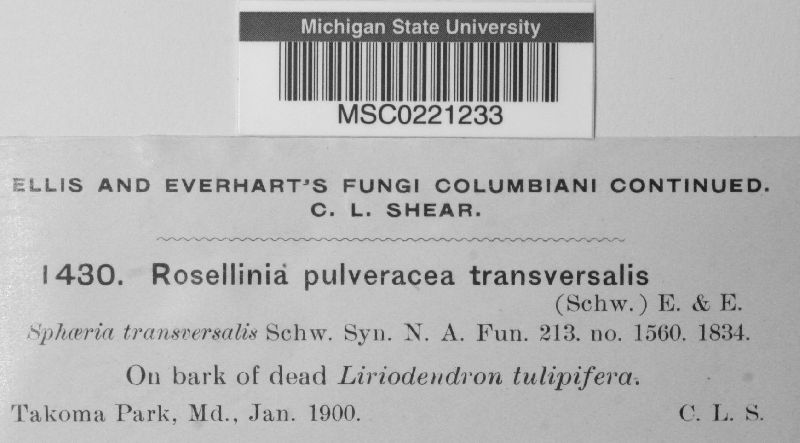 Michigan State University
MSC0221233
ELLIS AND EVERHART'S FUNGI COLUMBIANI CONTINUED.
C. L. SHEAR.
1430. Rosellinia pulveracea transversalis
(Schw.) E. & E.
Sphæria transversalis Schw. Syn. N. A. Fun. 213. no. 1560. 1834.
On bark of dead Liriodendron tulipifera.
Takoma Park, Md., Jan. 1900. C. L. S.